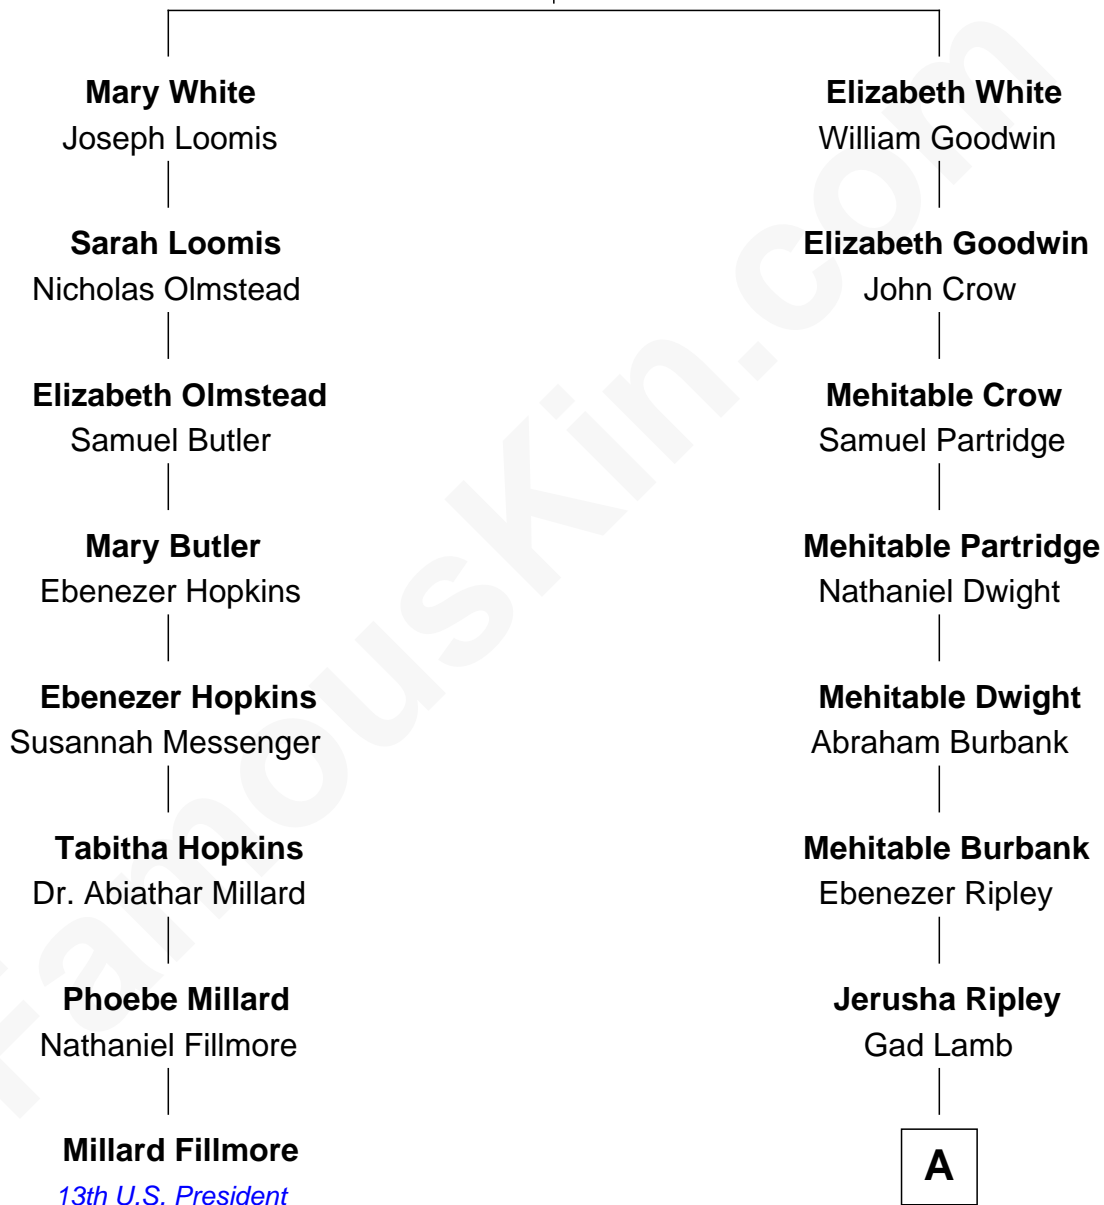 Mary White
Joseph Loomis
Sarah Loomis
Nicholas Olmstead
Elizabeth Olmstead
Samuel Butler
Mary Butler
Ebenezer Hopkins
Ebenezer Hopkins
Susannah Messenger
Tabitha Hopkins
Dr. Abiathar Millard
Phoebe Millard
Nathaniel Fillmore
Millard Fillmore
13th U.S. President
Elizabeth White
William Goodwin
Elizabeth Goodwin
John Crow
Mehitable Crow
Samuel Partridge
Mehitable Partridge
Nathaniel Dwight
Mehitable Dwight
Abraham Burbank
Mehitable Burbank
Ebenezer Ripley
Jerusha Ripley
Gad Lamb
A
FamousKin.com